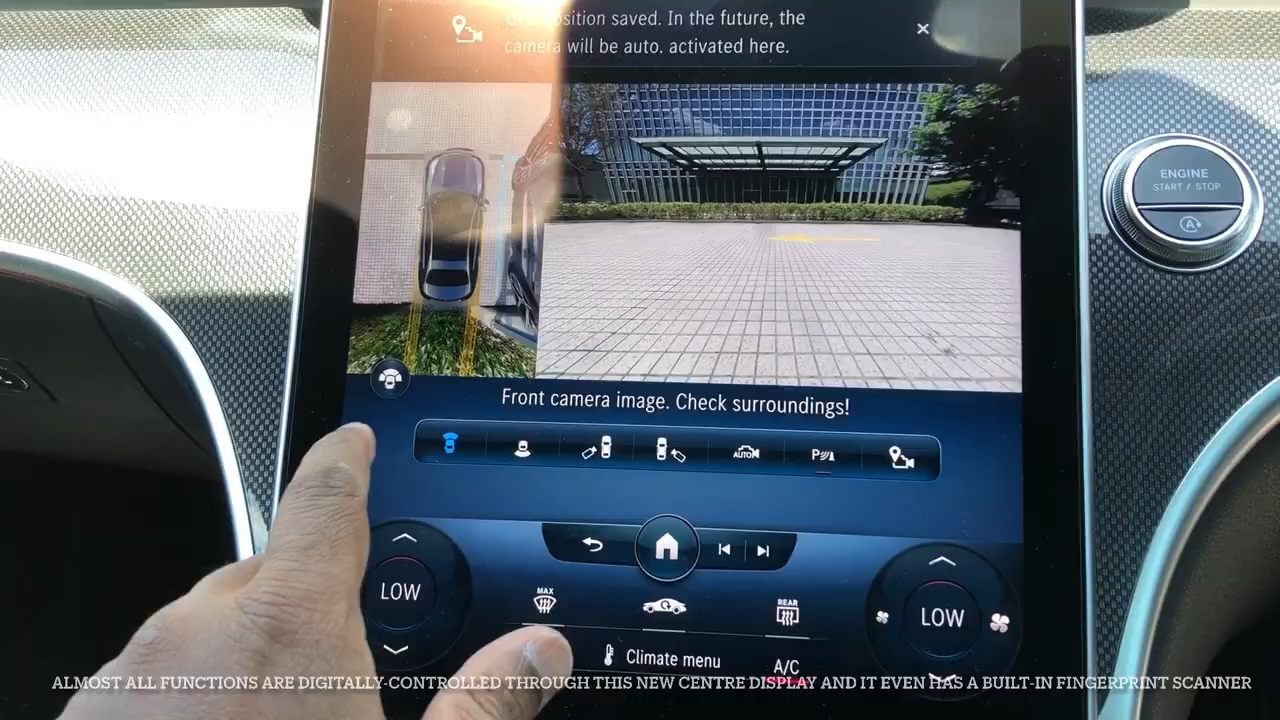 GPS position saved. In the future, the
camera will be auto. activated here.
ENGINE
START / STOP
A
Front camera image. Check surroundings!
AUTO
P
LOW
MAX
REAR
LOW
Climate menu
A/C
ALMOST ALL FUNCTIONS ARE DIGITALLY-CONTROLLED THROUGH THIS NEW CENTRE DISPLAY AND IT EVEN HAS A BUILT-IN FINGERPRINT SCANNER